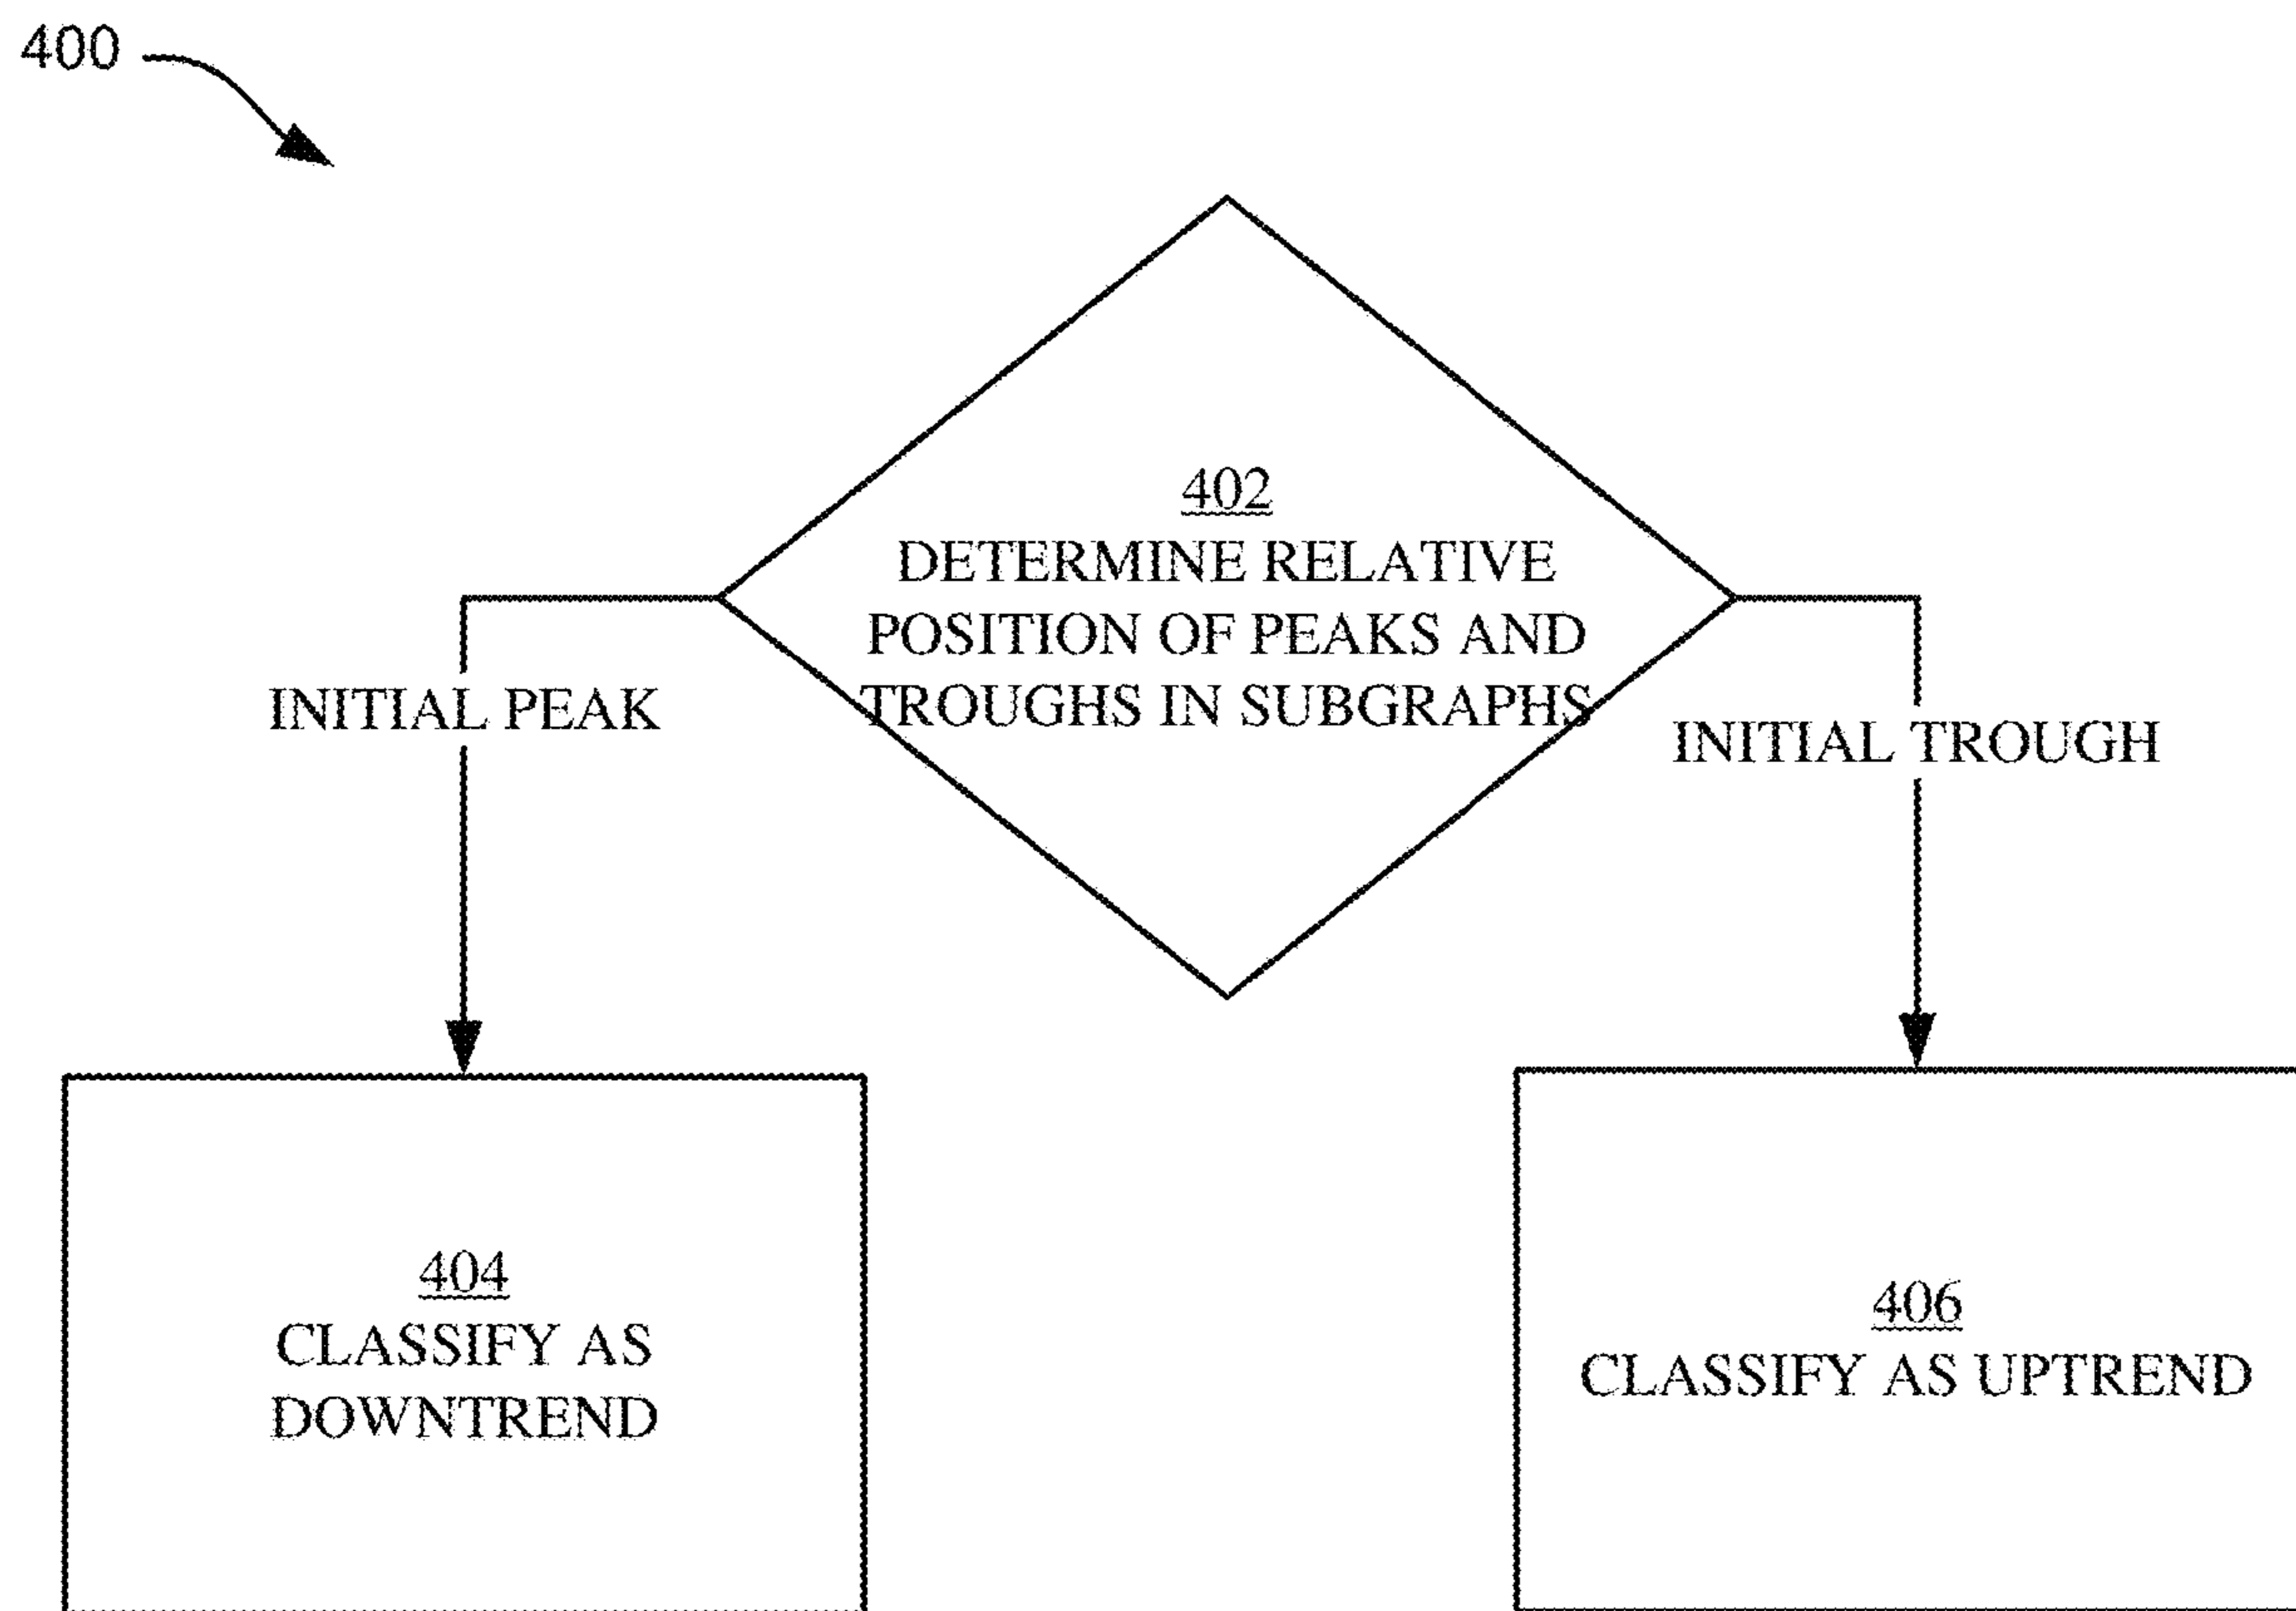 400
402
DETERMINE RELATIVE
POSITION OF PEAKS AND
TROUGHS IN SUBGRAPHS
INITIAL PEAK
INITIAL TROUGH
404
CLASSIFY AS
DOWNTREND
406
CLASSIFY AS UPTREND